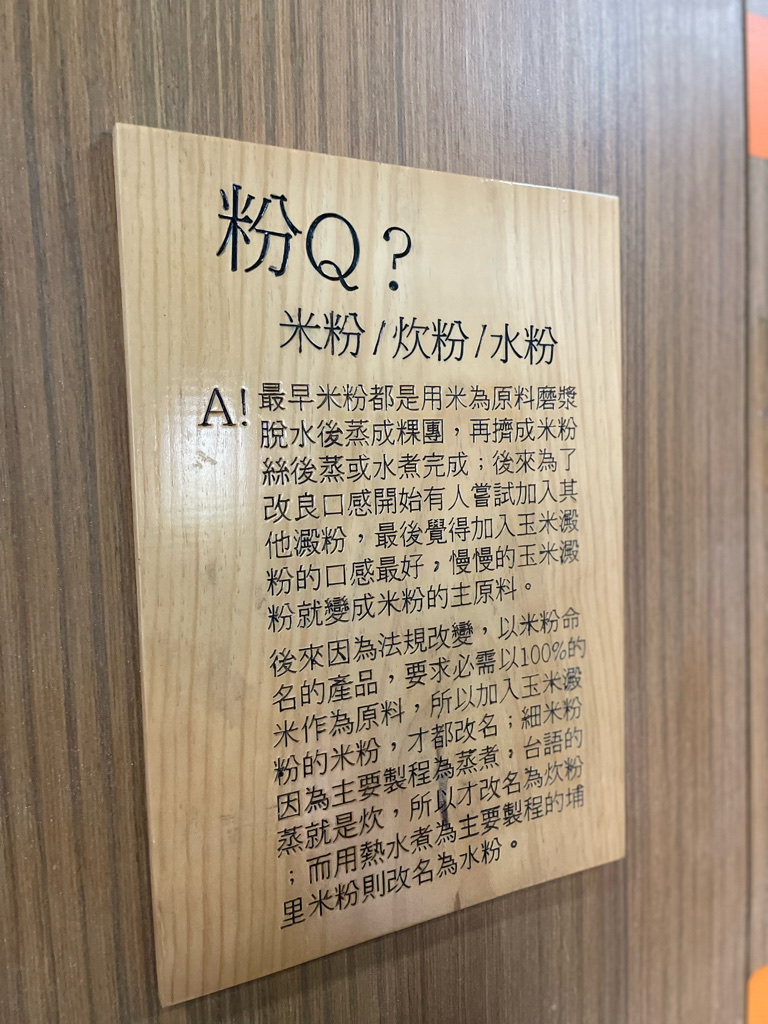 粉Q?
米粉/炊粉/水粉
A!
最早米粉都是用米為原料磨漿
脫水後蒸成粿團，再擠成米粉
絲後蒸或水煮完成；後來為了
改良口感開始有人嘗試加入其
他澱粉，最後覺得加入玉米澱
粉的口感最好，慢慢的玉米澱
粉就變成米粉的主原料。
後來因為法規改變，以米粉命
名的產品，要求必需以100%的
米作為原料，所以加入玉米澱
粉的米粉，才都改名；細米粉
因為主要製程為蒸煮，台語的
蒸就是炊，所以才改名為炊粉
；而用熱水煮為主要製程的埔
里米粉則改名為水粉。